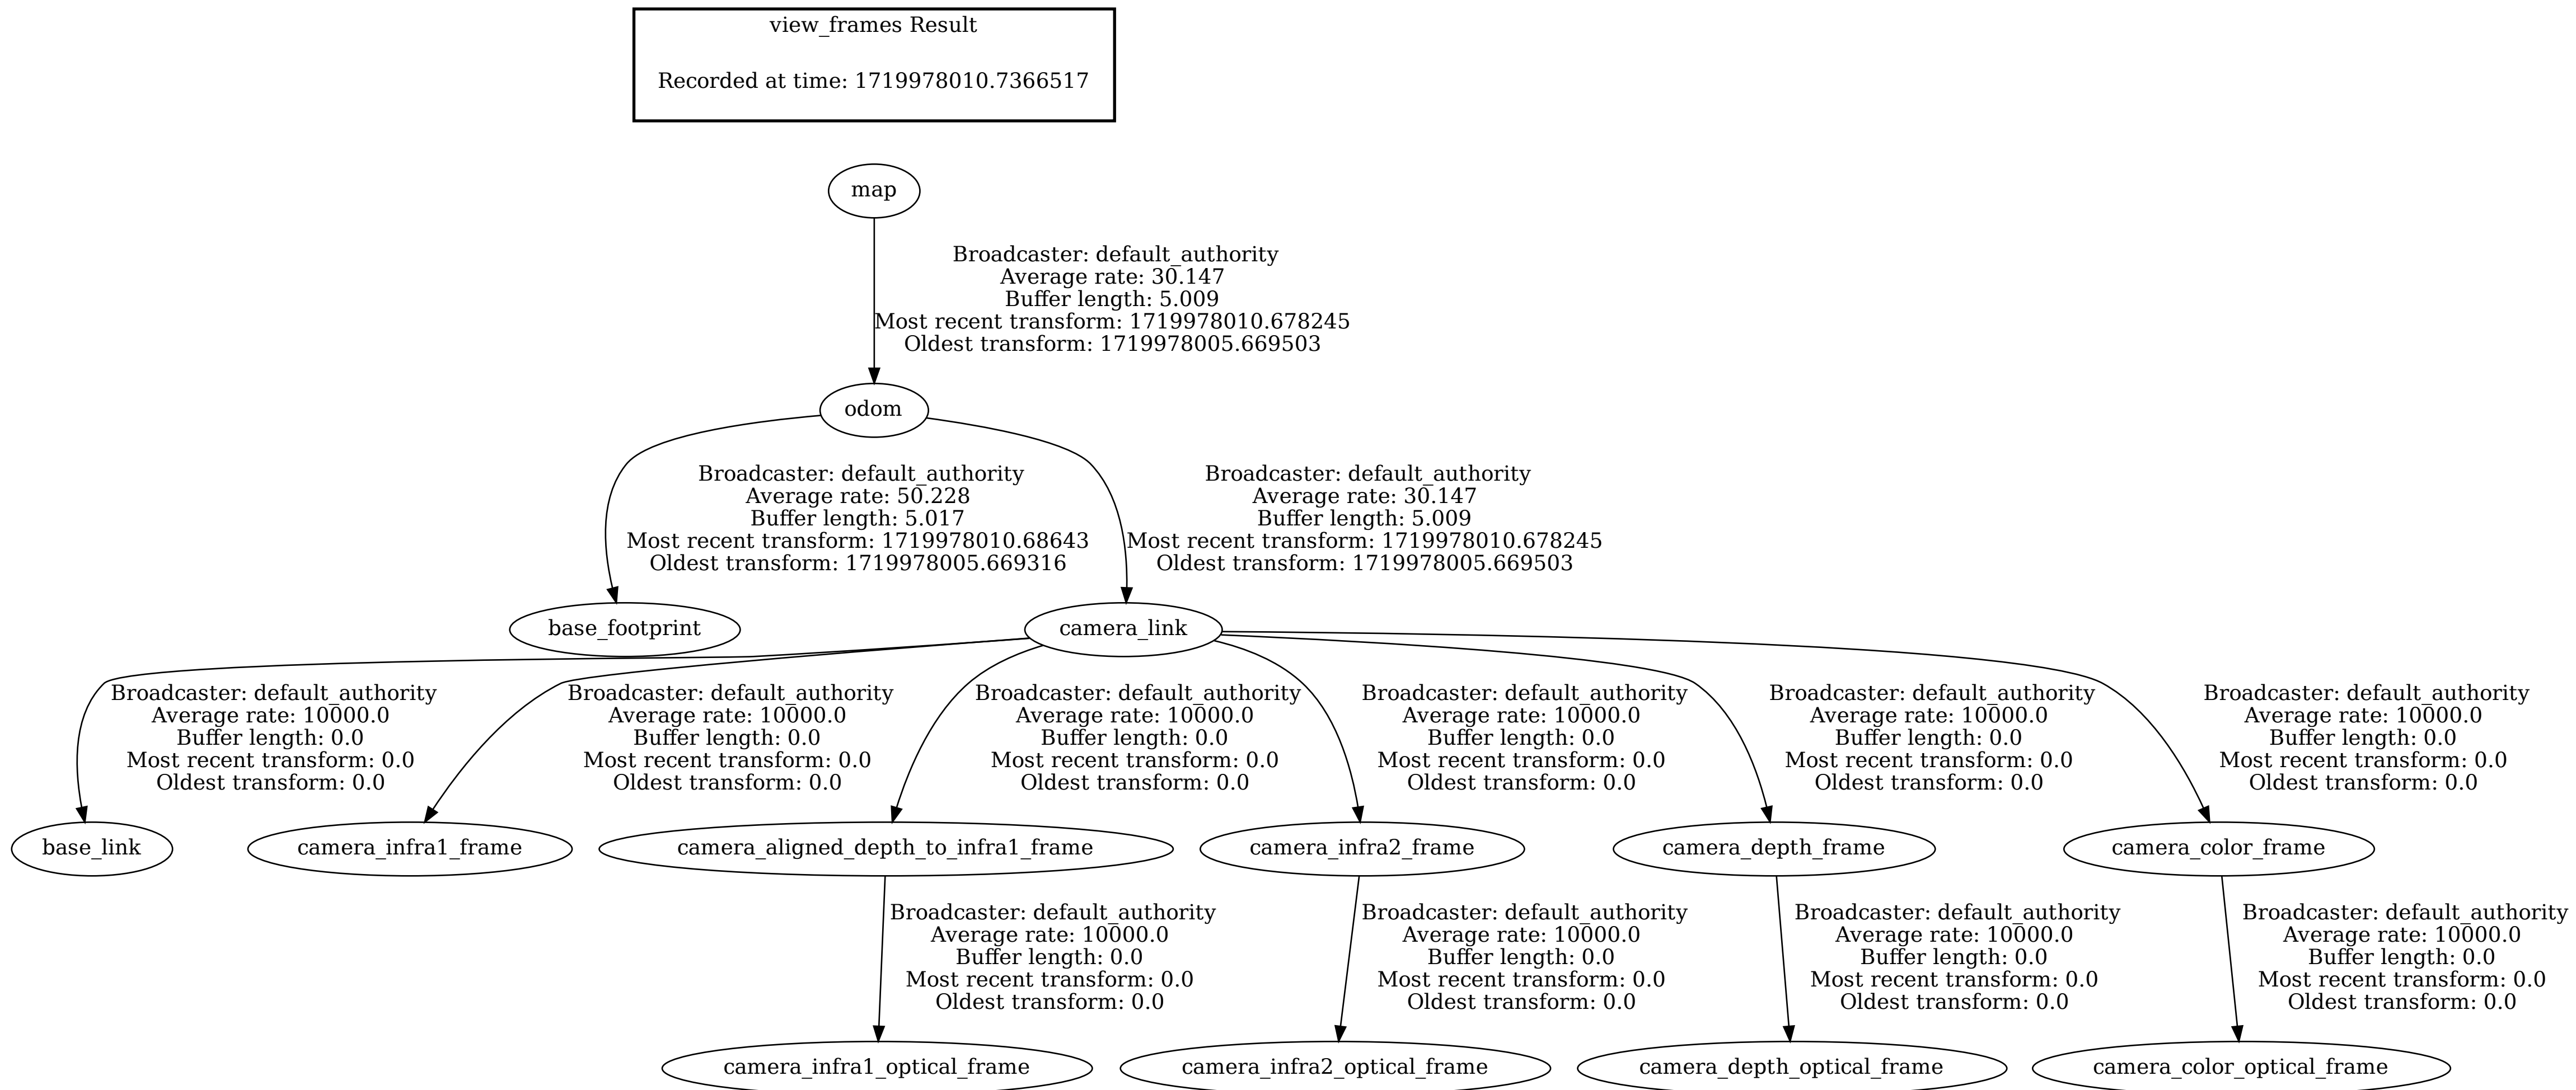 view_frames Result
Recorded at time: 1719978010.7366517
map
Broadcaster: default_authority
Average rate: 30.147
Buffer length: 5.009
Most recent transform: 1719978010.678245
Oldest transform: 1719978005.669503
odom
Broadcaster: default_authority
Average rate: 50.228
Buffer length: 5.017
Most recent transform: 1719978010.68643
Oldest transform: 1719978005.669316
Broadcaster: default_authority
Average rate: 30.147
Buffer length: 5.009
Most recent transform: 1719978010.678245
Oldest transform: 1719978005.669503
base_footprint
camera_link
Broadcaster: default_authority
Average rate: 10000.0
Buffer length: 0.0
Most recent transform: 0.0
Oldest transform: 0.0
Broadcaster: default_authority
Average rate: 10000.0
Buffer length: 0.0
Most recent transform: 0.0
Oldest transform: 0.0
Broadcaster: default_authority
Average rate: 10000.0
Buffer length: 0.0
Most recent transform: 0.0
Oldest transform: 0.0
Broadcaster: default_authority
Average rate: 10000.0
Buffer length: 0.0
Most recent transform: 0.0
Oldest transform: 0.0
Broadcaster: default_authority
Average rate: 10000.0
Buffer length: 0.0
Most recent transform: 0.0
Oldest transform: 0.0
Broadcaster: default_authority
Average rate: 10000.0
Buffer length: 0.0
Most recent transform: 0.0
Oldest transform: 0.0
base_link
camera_infra1_frame
camera_aligned_depth_to_infra1_frame
camera_infra2_frame
camera_depth_frame
camera_color_frame
Broadcaster: default_authority
Average rate: 10000.0
Buffer length: 0.0
Most recent transform: 0.0
Oldest transform: 0.0
Broadcaster: default_authority
Average rate: 10000.0
Buffer length: 0.0
Most recent transform: 0.0
Oldest transform: 0.0
Broadcaster: default_authority
Average rate: 10000.0
Buffer length: 0.0
Most recent transform: 0.0
Oldest transform: 0.0
Broadcaster: default_authority
Average rate: 10000.0
Buffer length: 0.0
Most recent transform: 0.0
Oldest transform: 0.0
camera_infra1_optical_frame
camera_infra2_optical_frame
camera_depth_optical_frame
camera_color_optical_frame